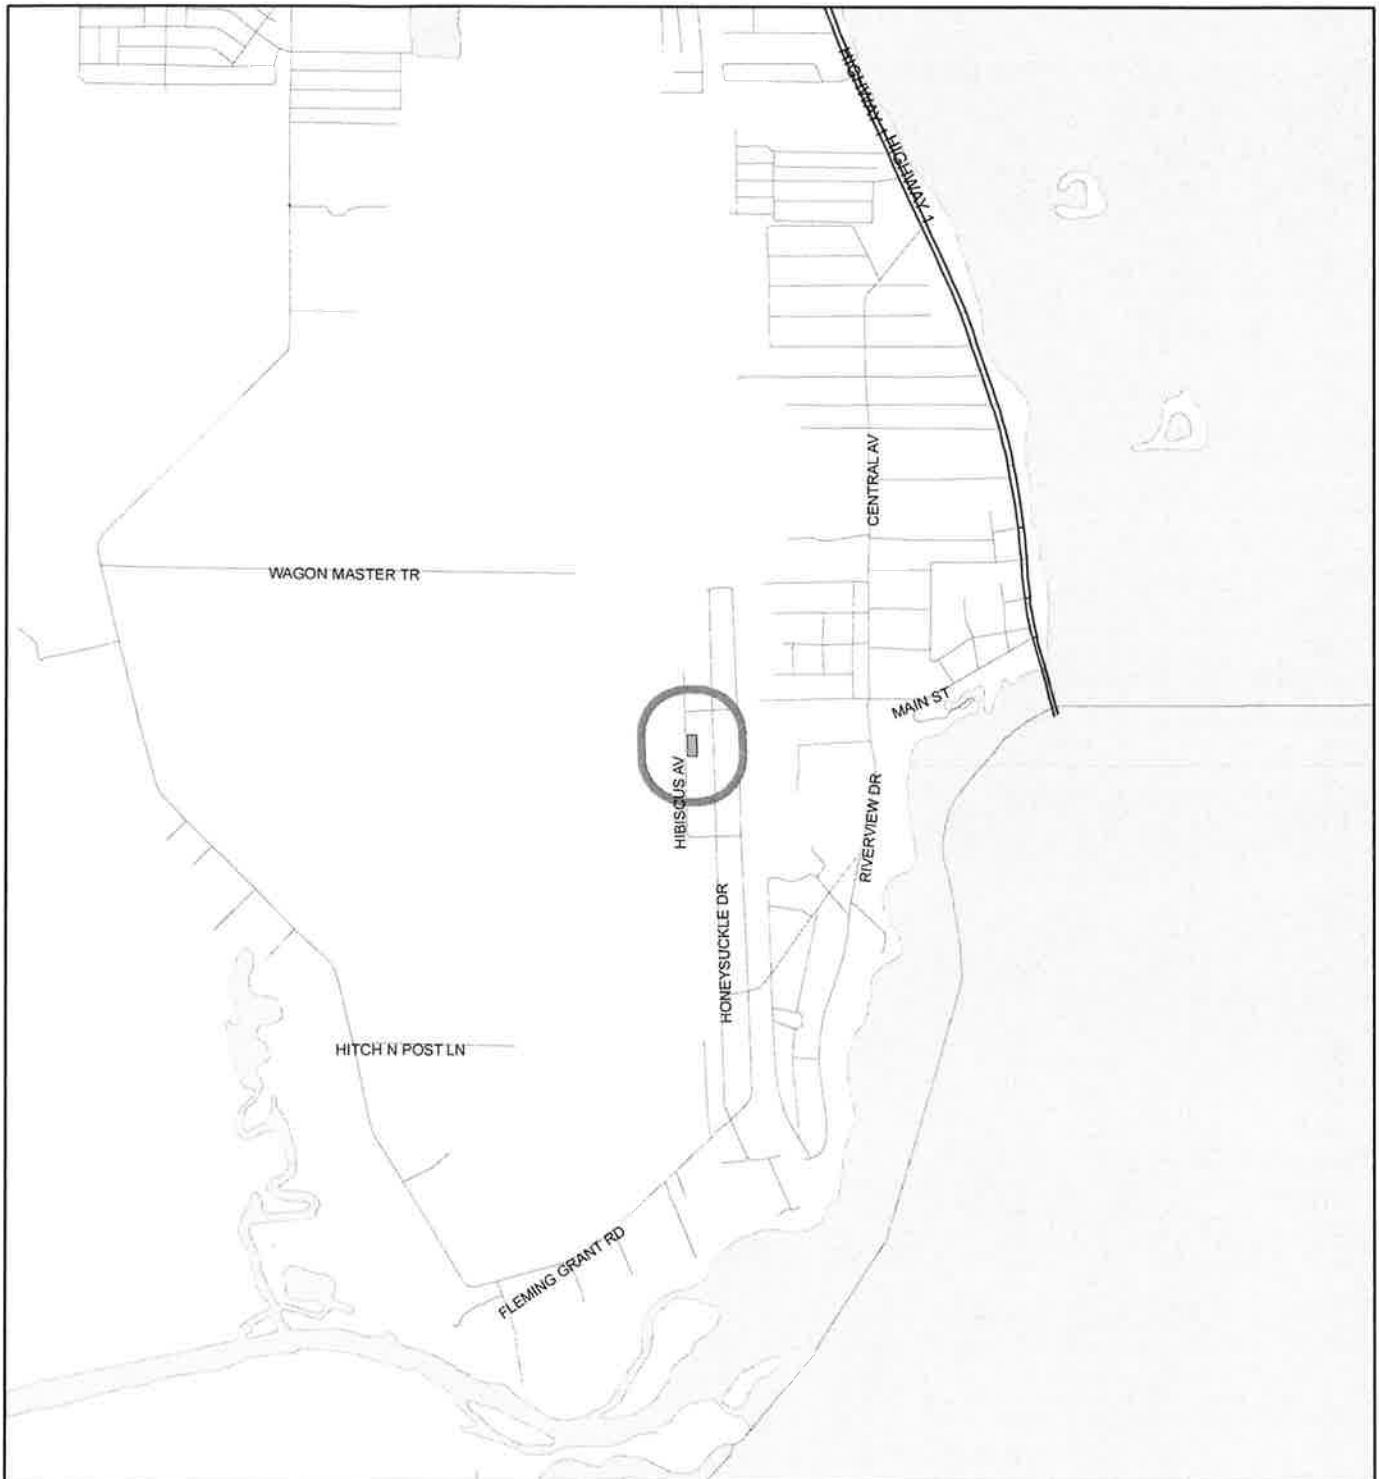 HIGHWAY 1
HIGHWAY 1
CENTRAL AV
WAGON MASTER TR
MAIN ST
HIBISCUS AV
RIVERVIEW DR
HONEYSUCKLE DR
HITCH N POST LN
FLEMING GRANT RD